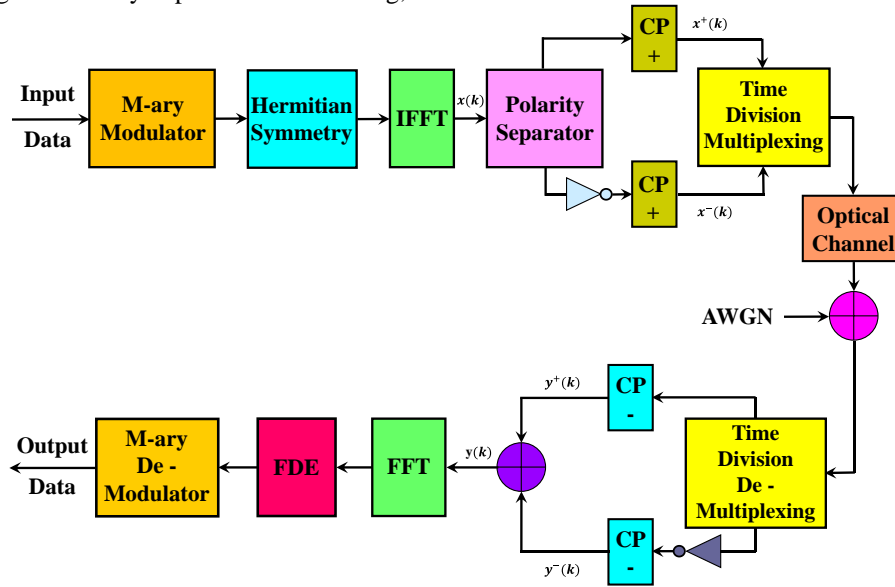 Input
Data
M-ary
Modulator
Hermitian
Symmetry
IFFT
x(k)
Polarity
Separator
CP
+
x⁺(k)
CP
+
x⁻(k)
Time
Division
Multiplexing
Optical
Channel
AWGN
Time
Division
De -
Multiplexing
CP
-
y⁺(k)
CP
-
y⁻(k)
y(k)
FFT
FDE
M-ary
De -
Modulator
Output
Data